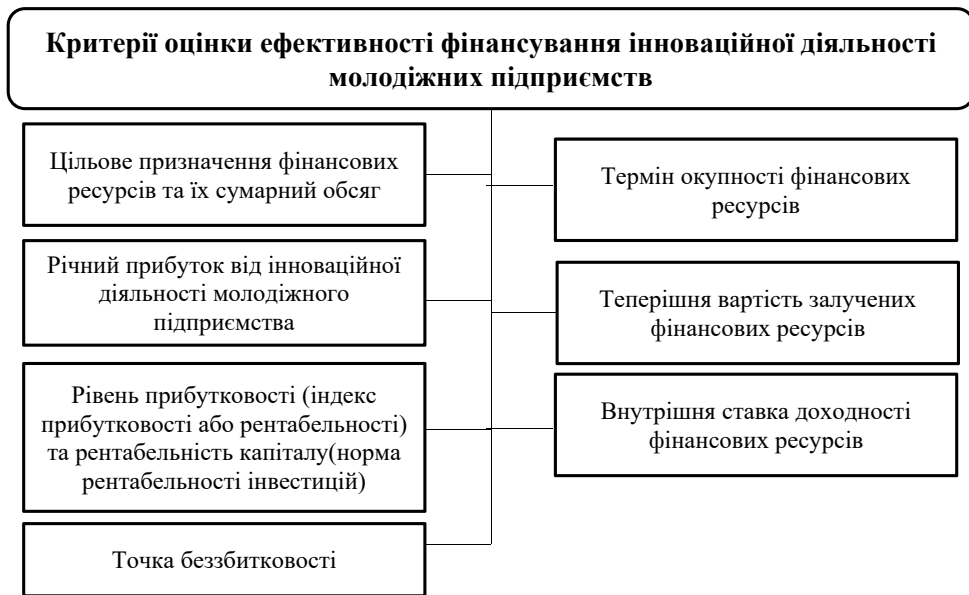 Критерії оцінки ефективності фінансування інноваційної діяльності
молодіжних підприємств
Цільове призначення фінансових
ресурсів та їх сумарний обсяг
Річний прибуток від інноваційної
діяльності молодіжного
підприємства
Рівень прибутковості (індекс
прибутковості або рентабельності)
та рентабельність капіталу(норма
рентабельності інвестицій)
Точка беззбитковості
Термін окупності фінансових
ресурсів
Теперішня вартість залучених
фінансових ресурсів
Внутрішня ставка доходності
фінансових ресурсів